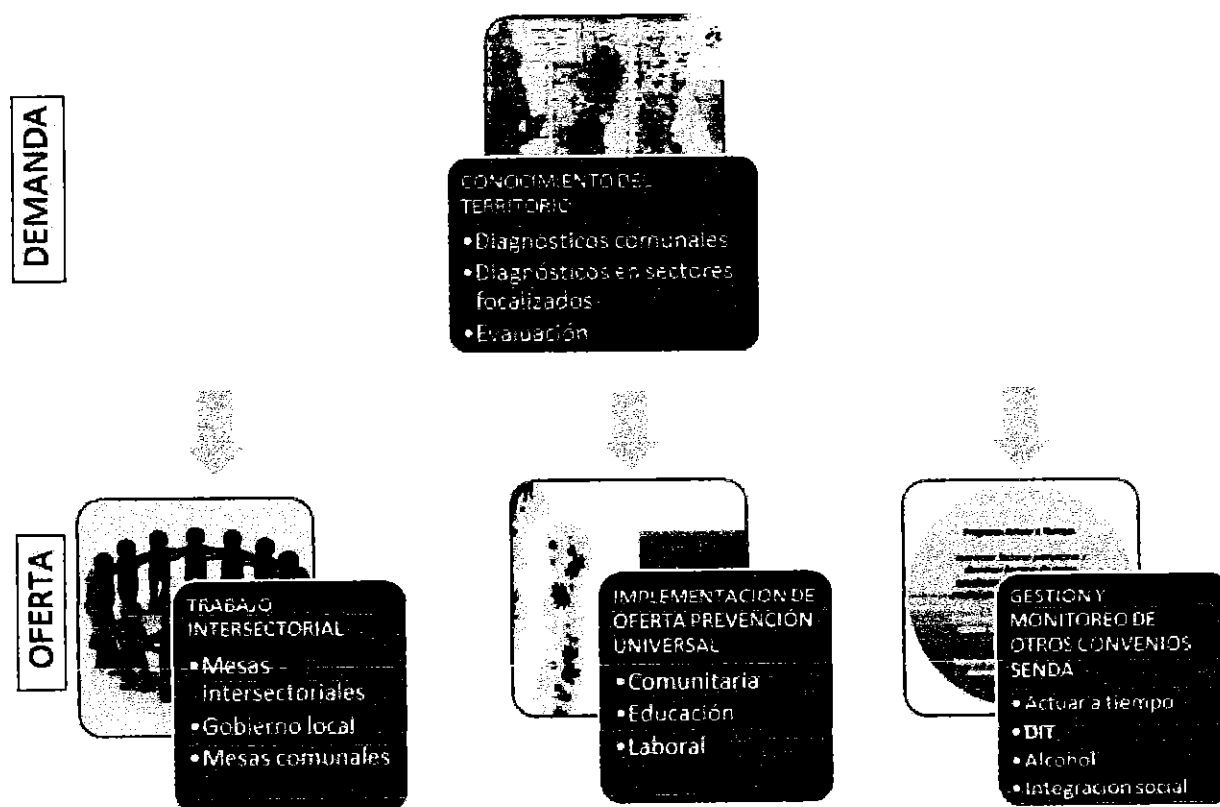 DEMANDA
CONOCIMIENTO DEL
TERRITORIO
•Diagnósticos comunales
•Diagnósticos en sectores
focalizados
•Evaluación
OFERTA
TRABAJO
INTERSECTORIAL
•Mesas
intersectoriales
•Gobierno local
•Mesas comunales
IMPLEMENTACION DE
OFERTA PREVENCIÓN
UNIVERSAL
•Comunitaria
•Educación
•Laboral
GESTION Y
MONITOREO DE
OTROS CONVENIOS
SENDA
•Actuar a tiempo
•DIT
•Alcohol
•Integración social